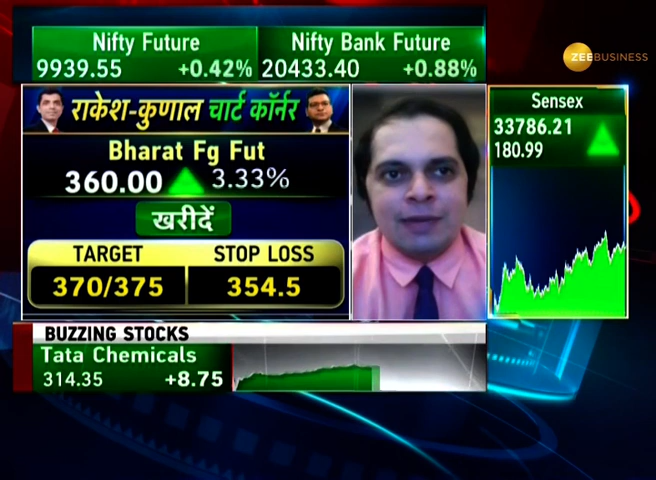 Nifty Future
9939.55 +0.42%
Nifty Bank Future
20433.40 +0.88%
ZEEBUSINESS
राकेश-कुणाल चार्ट कॉर्नर
Bharat Fg Fut
360.00 3.33%
खरीदें
TARGET STOP LOSS
370/375 354.5
Sensex
33786.21
180.99
BUZZING STOCKS
Tata Chemicals
314.35 +8.75